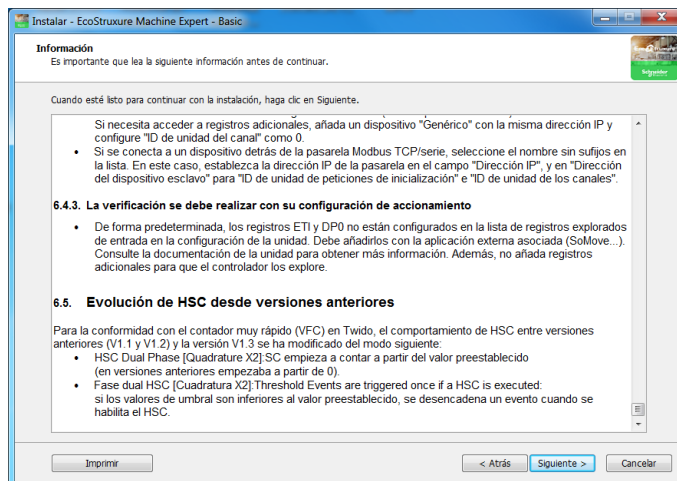 Instalar - EcoStruxure Machine Expert - Basic
Información
Es importante que lea la siguiente información antes de continuar.
Schneider
Cuando esté listo para continuar con la instalación, haga clic en Siguiente.
Si necesita acceder a registros adicionales, añada un dispositivo "Genérico" con la misma dirección IP y
configure "ID de unidad del canal" como 0.
• Si se conecta a un dispositivo detrás de la pasarela Modbus TCP/serie, seleccione el nombre sin sufijos en
la lista. En este caso, establezca la dirección IP de la pasarela en el campo "Dirección IP", y en "Dirección
del dispositivo esclavo" para "ID de unidad de peticiones de inicialización" e "ID de unidad de los canales".
6.4.3. La verificación se debe realizar con su configuración de accionamiento
• De forma predeterminada, los registros ETI y DP0 no están configurados en la lista de registros explorados
de entrada en la configuración de la unidad. Debe añadirlos con la aplicación externa asociada (SoMove...).
Consulte la documentación de la unidad para obtener más información. Además, no añada registros
adicionales para que el controlador los explore.
6.5. Evolución de HSC desde versiones anteriores
Para la conformidad con el contador muy rápido (VFC) en Twido, el comportamiento de HSC entre versiones
anteriores (V1.1 y V1.2) y la versión V1.3 se ha modificado del modo siguiente:
• HSC Dual Phase [Quadrature X2]:SC empieza a contar a partir del valor preestablecido
(en versiones anteriores empezaba a partir de 0).
• Fase dual HSC [Cuadratura X2]:Threshold Events are triggered once if a HSC is executed:
si los valores de umbral son inferiores al valor preestablecido, se desencadena un evento cuando se
habilita el HSC.
Imprimir
< Atrás
Siguiente >
Cancelar